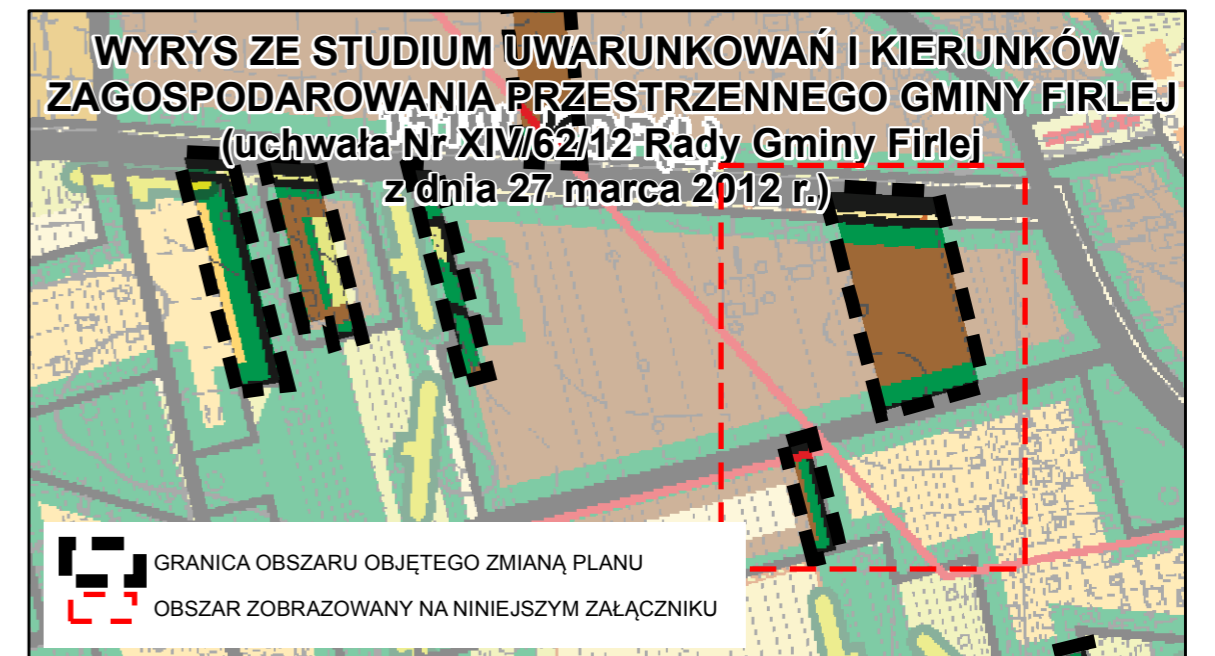 WYRYS ZE STUDIUM UWARUNKOWAŃ I KIERUNKÓW
ZAGOSPODAROWANIA PRZESTRZENNEGO GMINY FIRLEJ
(uchwała Nr XIV/62/12 Rady Gminy Firlej
z dnia 27 marca 2012 r.)
GRANICA OBSZARU OBJĘTEGO ZMIANĄ PLANU
OBSZAR ZOBRAZOWANY NA NINIEJSZYM ZAŁĄCZNIKU